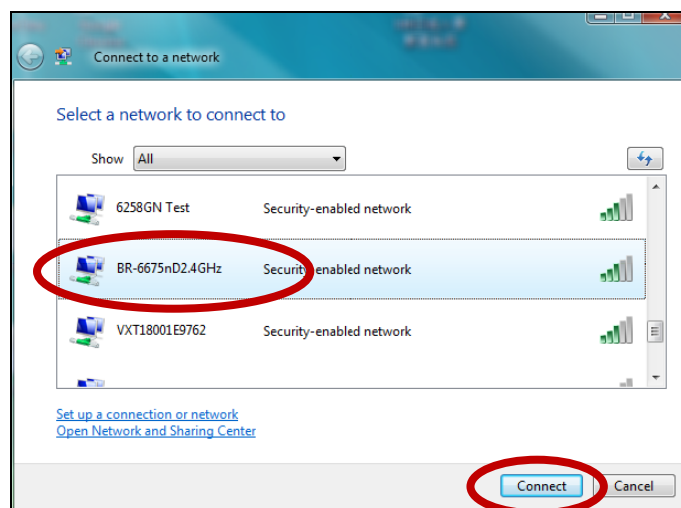 Connect to a network
Select a network to connect to
Show All
6258GN Test Security-enabled network
BR-6675nD2.4GHz Security-enabled network
VXT18001E9762 Security-enabled network
Set up a connection or network
Open Network and Sharing Center
Connect Cancel